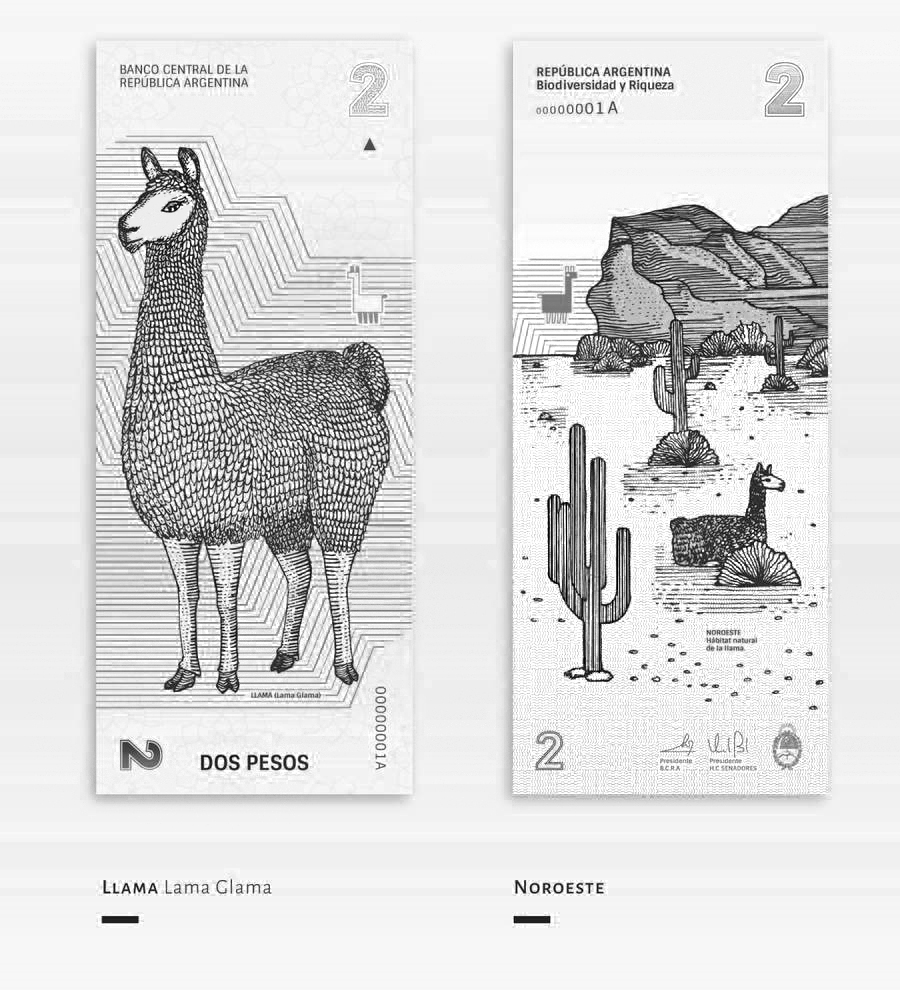 BANCO CENTRAL DE LA
REPÚBLICA ARGENTINA
2
LLAMA (Lama Glama)
00000001A
2
DOS PESOS
REPÚBLICA ARGENTINA
Biodiversidad y Riqueza
00000001A
2
NOROESTE
Hábitat natural
de la llama.
2
Presidente
B.C.R.A
Presidente
H.C SENADORES
LLAMA Lama Glama
NOROESTE